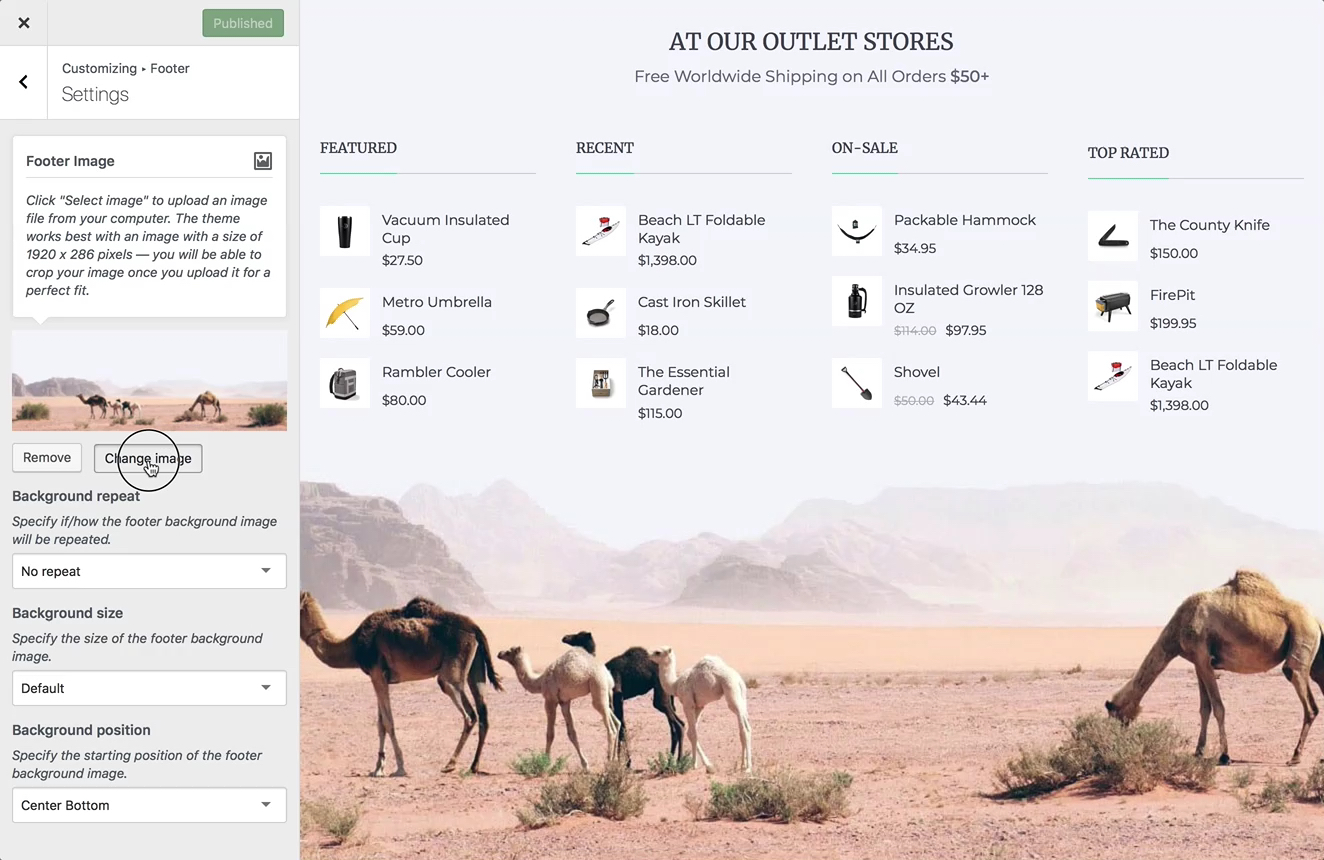 Published
Customizing ▸ Footer
Settings
Footer Image
Click "Select image" to upload an image
file from your computer. The theme
works best with an image with a size of
1920 x 286 pixels — you will be able to
crop your image once you upload it for a
perfect fit.
Remove
Change image
Background repeat
Specify if/how the footer background image
will be repeated.
No repeat
Background size
Specify the size of the footer background
image.
Default
Background position
Specify the starting position of the footer
background image.
Center Bottom
AT OUR OUTLET STORES
Free Worldwide Shipping on All Orders $50+
FEATURED
Vacuum Insulated
Cup
$27.50
Metro Umbrella
$59.00
Rambler Cooler
$80.00
RECENT
Beach LT Foldable
Kayak
$1,398.00
Cast Iron Skillet
$18.00
The Essential
Gardener
$115.00
ON-SALE
Packable Hammock
$34.95
Insulated Growler 128
OZ
$114.00 $97.95
Shovel
$50.00 $43.44
TOP RATED
The County Knife
$150.00
FirePit
$199.95
Beach LT Foldable
Kayak
$1,398.00